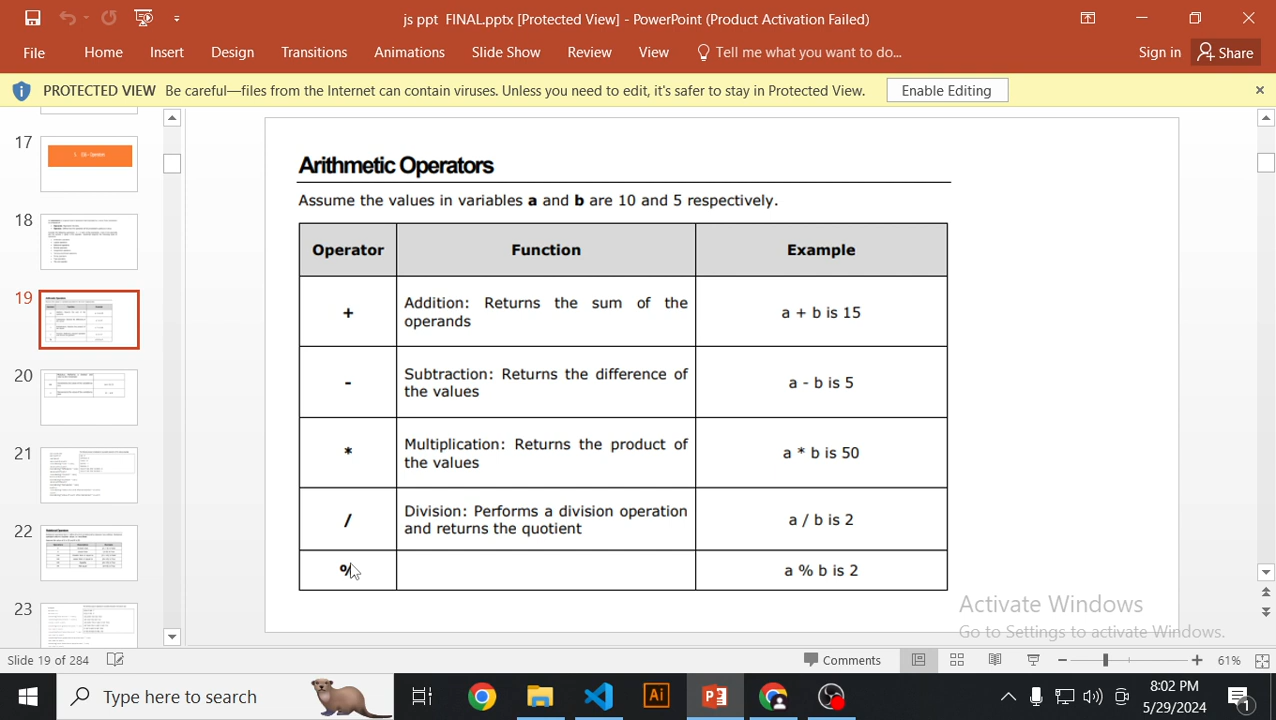 js ppt FINAL.pptx [Protected View] - PowerPoint (Product Activation Failed)
File Home Insert Design Transitions Animations Slide Show Review View Tell me what you want to do... Sign in Share
PROTECTED VIEW Be careful—files from the Internet can contain viruses. Unless you need to edit, it's safer to stay in Protected View. Enable Editing
17
18
19
20
21
22
23
Arithmetic Operators
Assume the values in variables a and b are 10 and 5 respectively.
Operator Function Example
+ Addition: Returns the sum of the
operands
a + b is 15
- Subtraction: Returns the difference of
the values
a - b is 5
* Multiplication: Returns the product of
the values
a * b is 50
/ Division: Performs a division operation
and returns the quotient
a / b is 2
% a % b is 2
Activate Windows
Go to Settings to activate Windows.
Slide 19 of 284 Comments 61%
Type here to search
Ai
8:02 PM
5/29/2024
1